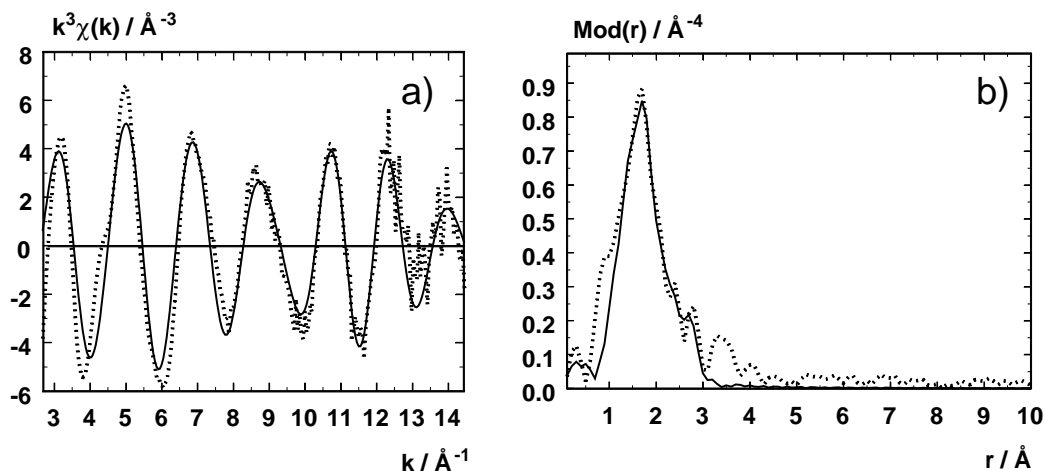 k³χ(k) / Å⁻³
a)
8
6
4
2
0
-2
-4
-6
3 4 5 6 7 8 9 10 11 12 13 14
k / Å⁻¹
Mod(r) / Å⁻⁴
b)
0.9
0.8
0.7
0.6
0.5
0.4
0.3
0.2
0.1
0.0
1 2 3 4 5 6 7 8 9 10
r / Å